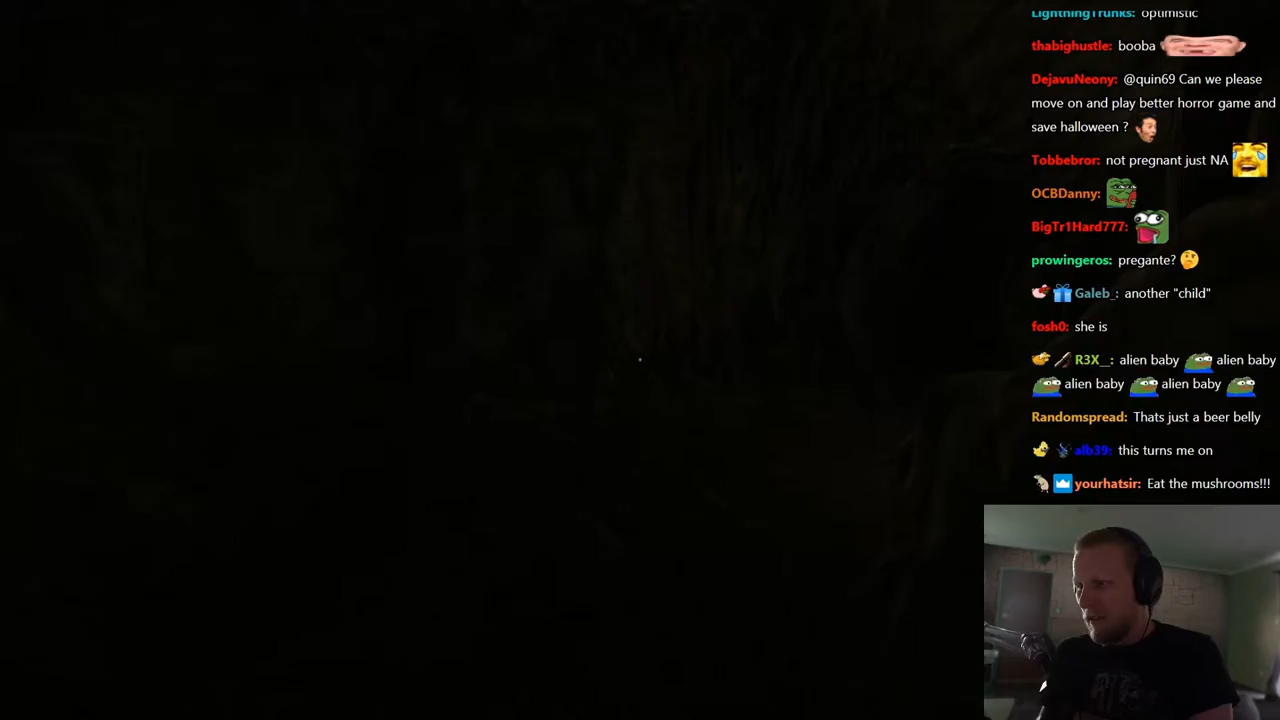 LightningTrunks: optimistic
thabighustle: booba
DejavuNeony: @quin69 Can we please
move on and play better horror game and
save halloween ?
Tobbebror: not pregnant just NA
OCBDanny:
BigTr1Hard777:
prowingeros: pregante?
Galeb_: another "child"
fosh0: she is
R3X__: alien baby alien baby
alien baby alien baby
Randomspread: Thats just a beer belly
alb39: this turns me on
yourhatsir: Eat the mushrooms!!!